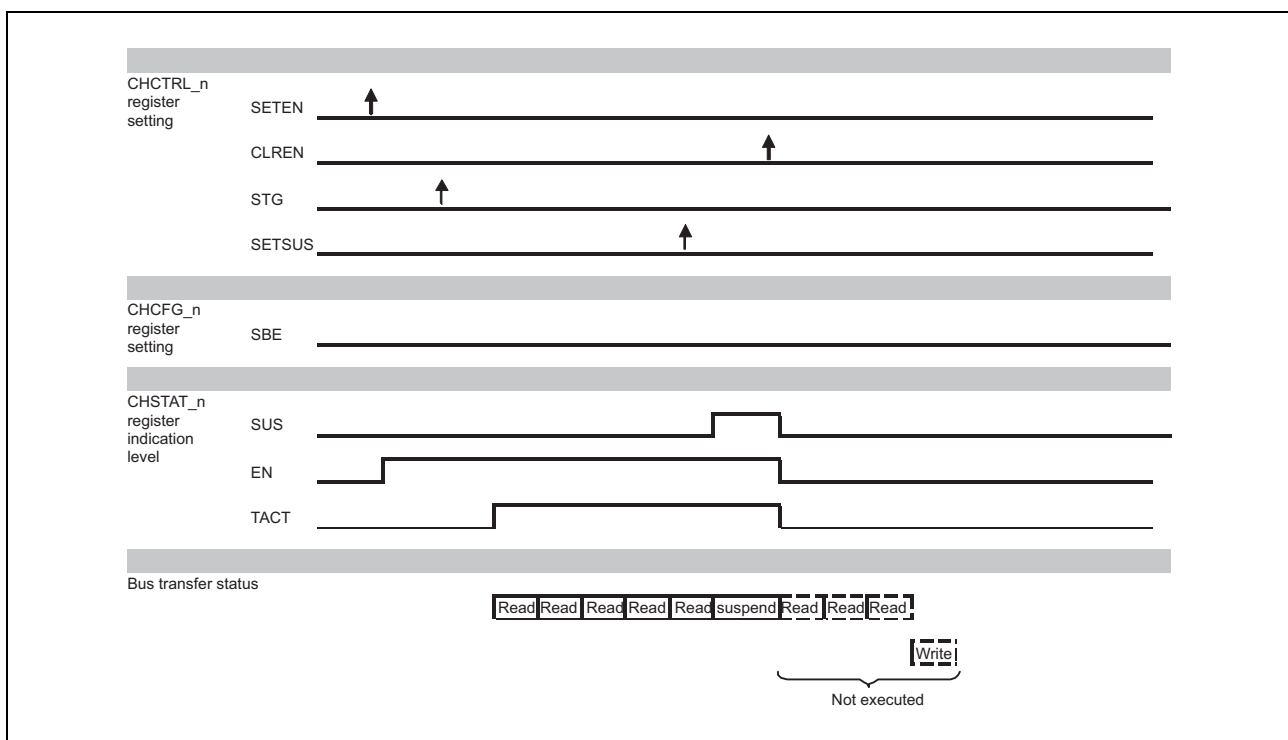 CHCTRL_n
register
setting
SETEN
CLREN
STG
SETSUS
CHCFG_n
register
setting
SBE
CHSTAT_n
register
indication
level
SUS
EN
TACT
Bus transfer status
Read Read Read Read Read suspend Read Read Read
Write
Not executed